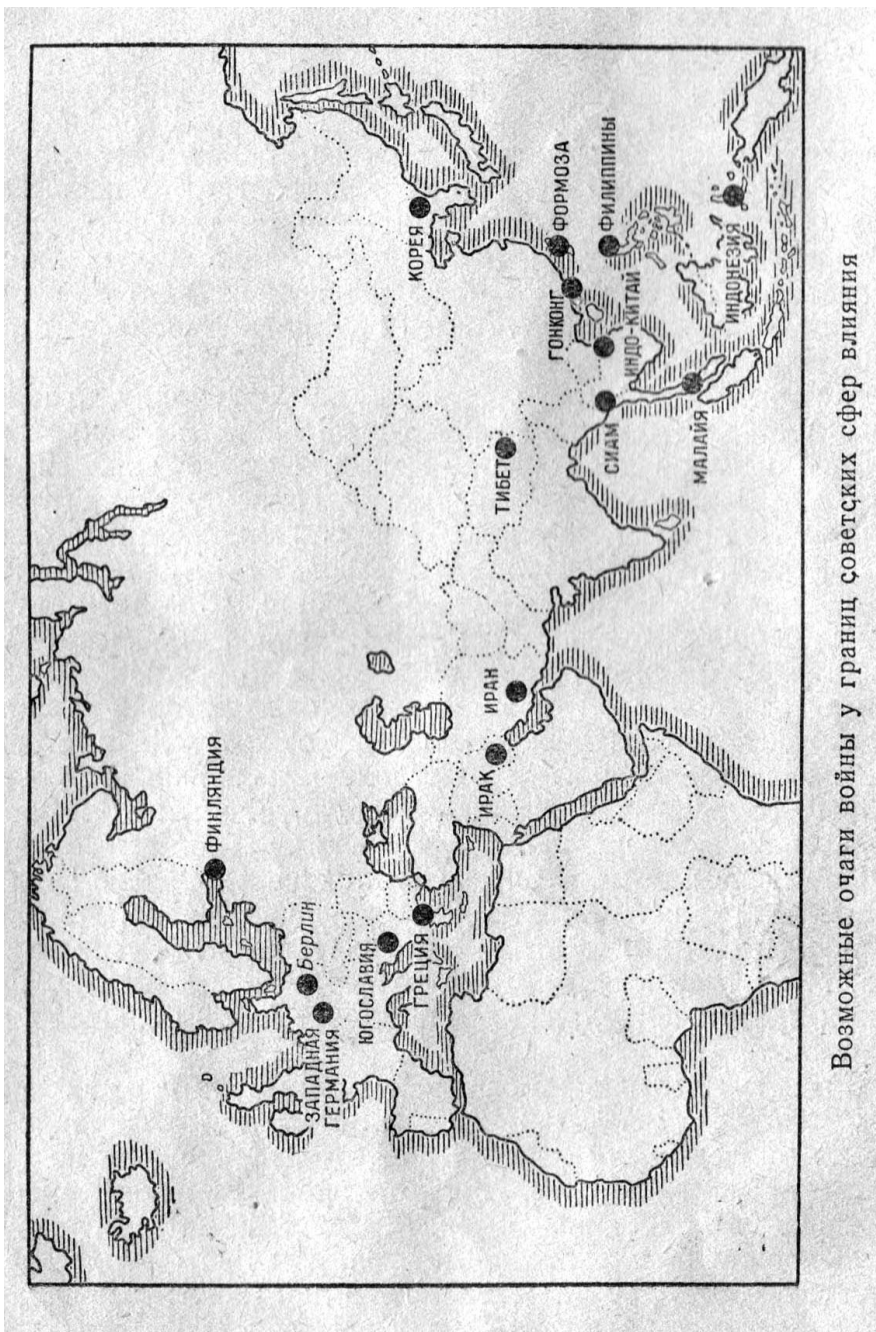 ФИНЛЯНДИЯ
Берлин
ЗАПАДНАЯ
ГЕРМАНИЯ
ЮГОСЛАВИЯ
ГРЕЦИЯ
ИРАК
ИРАН
ТИБЕТ
КОРЕЯ
ФОРМОЗА
ГОНКОНГ
ФИЛИППИНЫ
ИНДО-КИТАЙ
СИАМ
МАЛАЙЯ
ИНДОНЕЗИЯ
Возможные очаги войны у границ советских сфер влияния